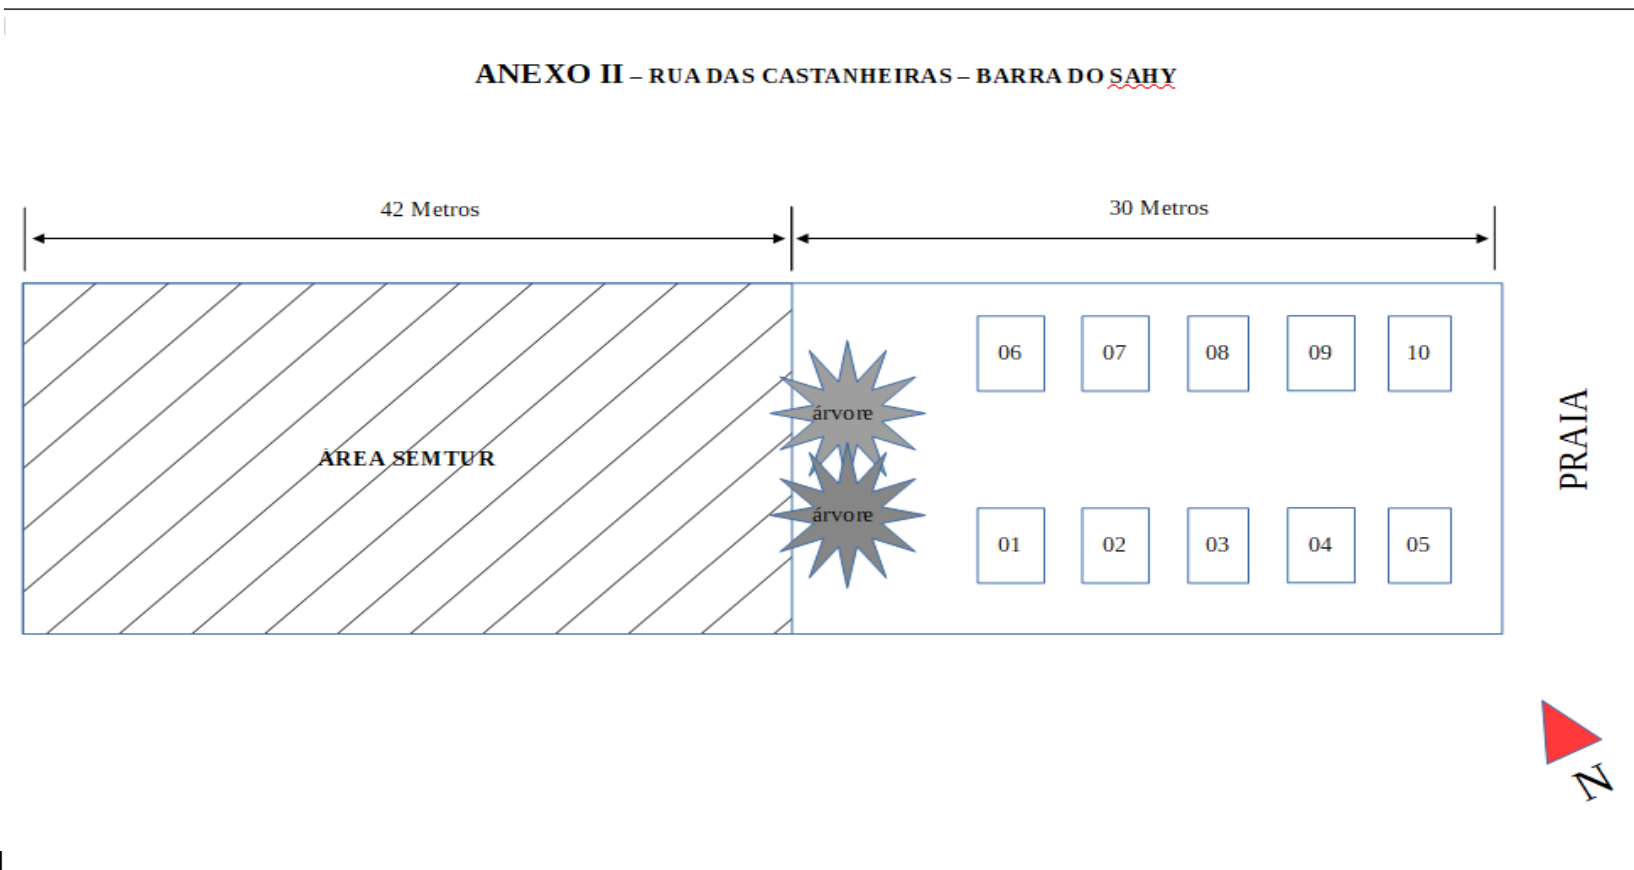 ANEXO II – RUA DAS CASTANHEIRAS – BARRA DO SAHY
42 Metros
30 Metros
06 07 08 09 10
árvore
PRAIA
ÁREA SEMTUR
árvore
01 02 03 04 05
N